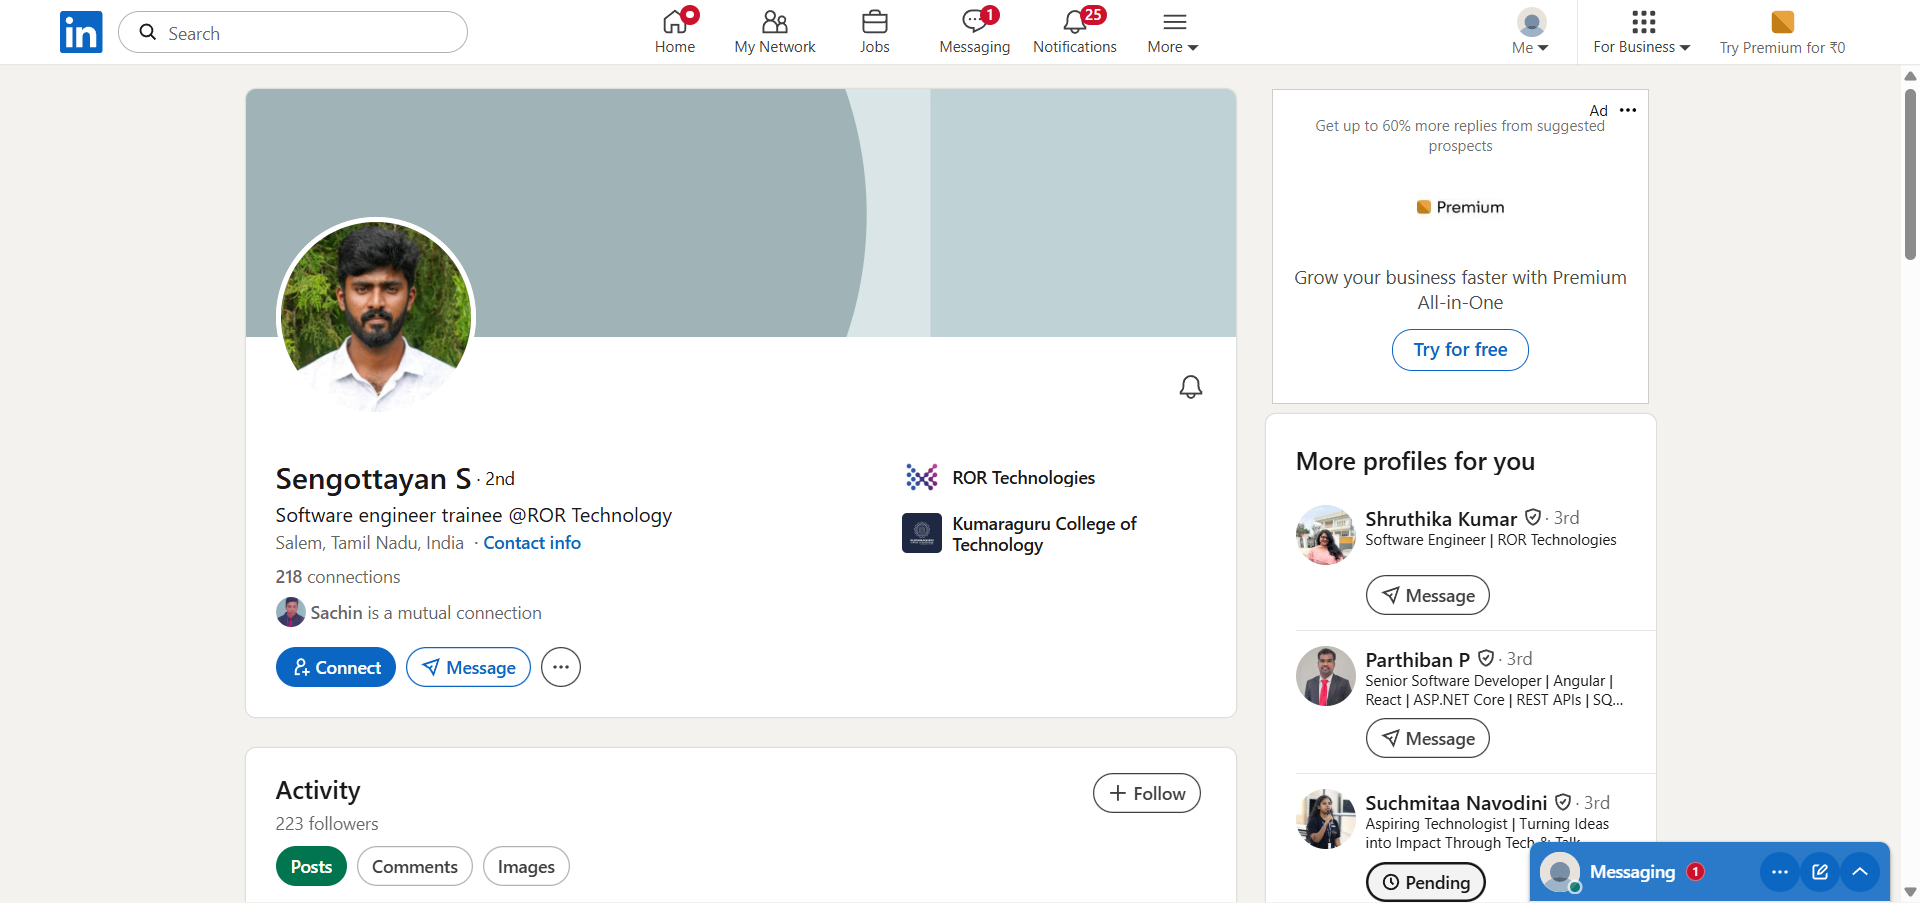 in
Search
Home
My Network
Jobs
1
Messaging
25
Notifications
More
Me
For Business
Try Premium for ₹0
Sengottayan S · 2nd
Software engineer trainee @ROR Technology
Salem, Tamil Nadu, India · Contact info
218 connections
Sachin is a mutual connection
Connect
Message
ROR Technologies
Kumaraguru College of
Technology
Activity
223 followers
Follow
Posts
Comments
Images
Ad
Get up to 60% more replies from suggested
prospects
Premium
Grow your business faster with Premium
All-in-One
Try for free
More profiles for you
Shruthika Kumar · 3rd
Software Engineer | ROR Technologies
Message
Parthiban P · 3rd
Senior Software Developer | Angular |
React | ASP.NET Core | REST APIs | SQ...
Message
Suchmitaa Navodini · 3rd
Aspiring Technologist | Turning Ideas
into Impact Through Tech & Talk
Pending
Messaging 1